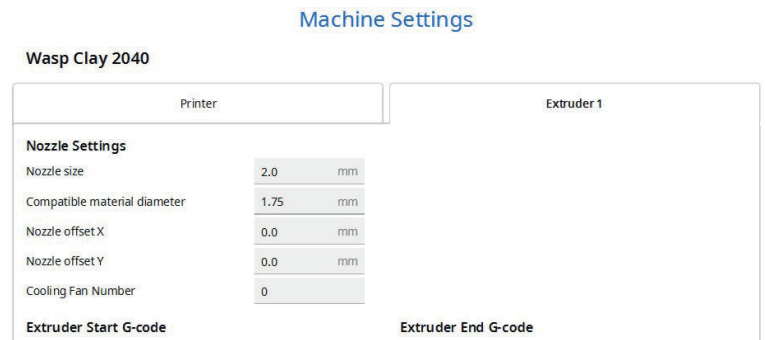 Machine Settings
Wasp Clay 2040
Printer
Extruder 1
Nozzle Settings
Nozzle size 2.0 mm
Compatible material diameter 1.75 mm
Nozzle offset X 0.0 mm
Nozzle offset Y 0.0 mm
Cooling Fan Number 0
Extruder Start G-code
Extruder End G-code